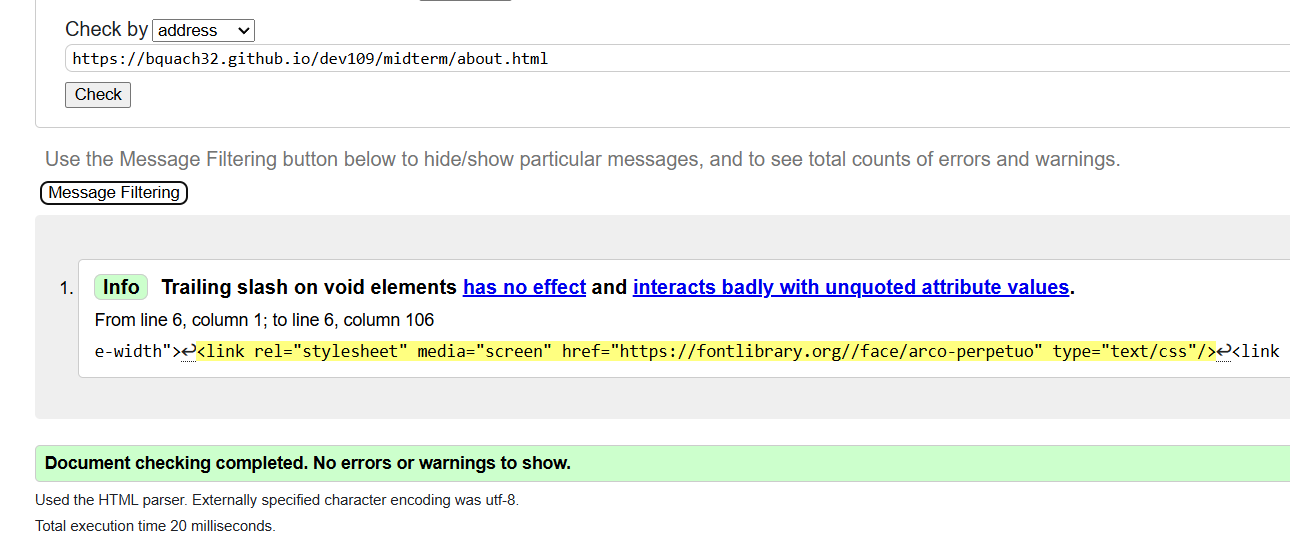 Check by address
https://bquach32.github.io/dev109/midterm/about.html
Check
Use the Message Filtering button below to hide/show particular messages, and to see total counts of errors and warnings.
Message Filtering
1. Info Trailing slash on void elements has no effect and interacts badly with unquoted attribute values.
From line 6, column 1; to line 6, column 106
e-width">↩<link rel="stylesheet" media="screen" href="https://fontlibrary.org//face/arco-perpetuo" type="text/css"/>↩<link
Document checking completed. No errors or warnings to show.
Used the HTML parser. Externally specified character encoding was utf-8.
Total execution time 20 milliseconds.